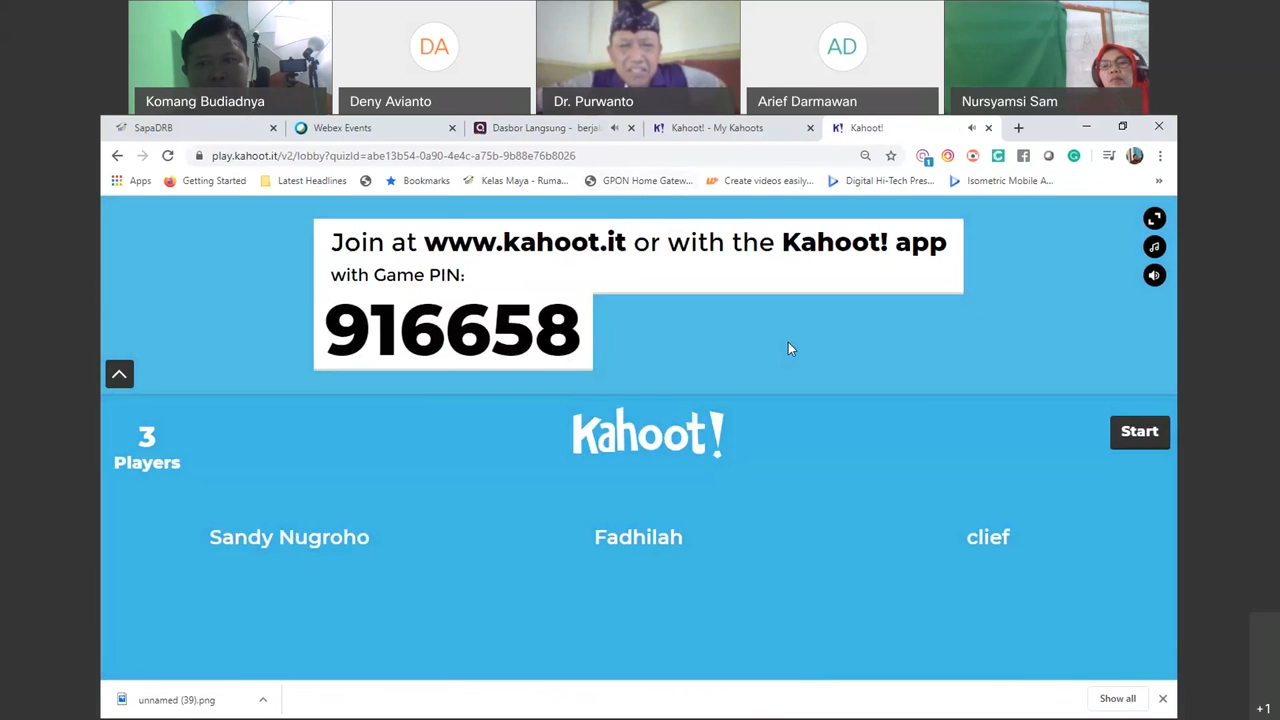 DA
AD
Komang Budiadnya
Deny Avianto
Dr. Purwanto
Arief Darmawan
Nursyamsi Sam
SapaDRB
Webex Events
Dasbor Langsung - berja
Kahoot! - My Kahoots
Kahoot!
play.kahoot.it/v2/lobby?quizId=abe13b54-0a90-4e4c-a75b-9b88e76b8026
Apps
Getting Started
Latest Headlines
Bookmarks
Kelas Maya - Ruma...
GPON Home Gatew...
Create videos easily...
Digital Hi-Tech Pres...
Isometric Mobile A...
Join at www.kahoot.it or with the Kahoot! app
with Game PIN:
916658
3
Players
Kahoot!
Start
Sandy Nugroho
Fadhilah
clief
unnamed (39).png
Show all
+1